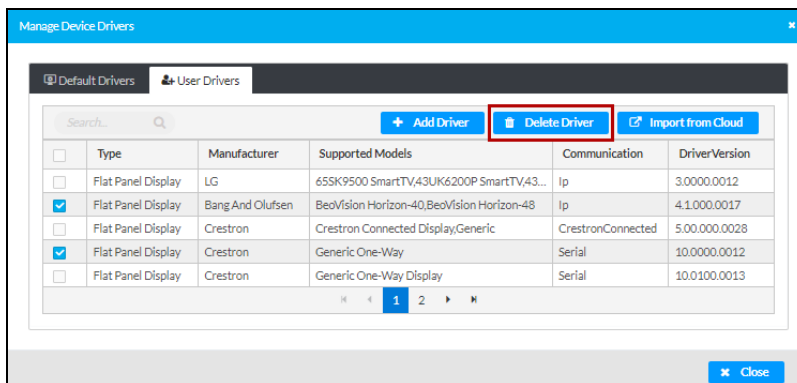 Manage Device Drivers
Default Drivers User Drivers
Search... Add Driver Delete Driver Import from Cloud
Type Manufacturer Supported Models Communication DriverVersion
Flat Panel Display LG 65SK9500 SmartTV,43UK6200P SmartTV,43... Ip 3.0000.0012
Flat Panel Display Bang And Olufsen BeoVision Horizon-40,BeoVision Horizon-48 Ip 4.1.000.0017
Flat Panel Display Crestron Crestron Connected Display,Generic CrestronConnected 5.00.000.0028
Flat Panel Display Crestron Generic One-Way Serial 10.0000.0012
Flat Panel Display Crestron Generic One-Way Display Serial 10.0100.0013
1 2
Close